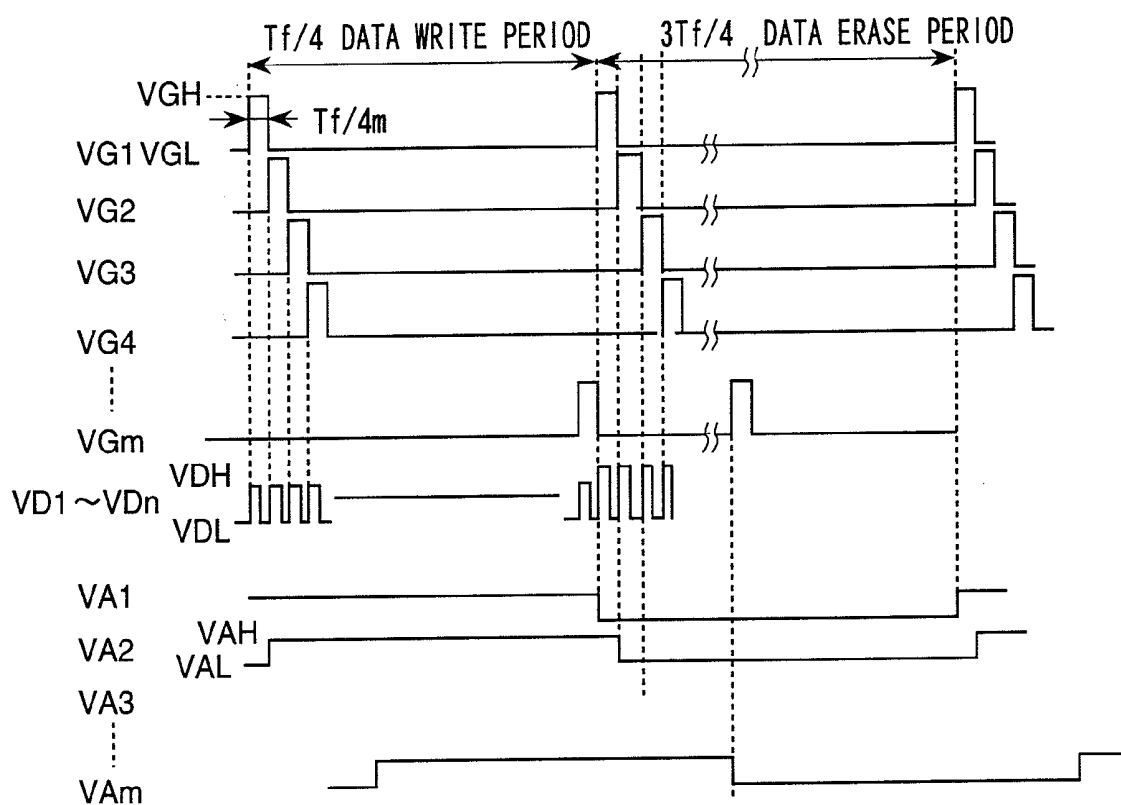 Tf/4 DATA WRITE PERIOD 3Tf/4 DATA ERASE PERIOD
VGH
Tf/4m
VG1 VGL
VG2
VG3
VG4
VGm
VDH
VD1～VDn
VDL
VA1
VAH
VA2
VAL
VA3
VAm